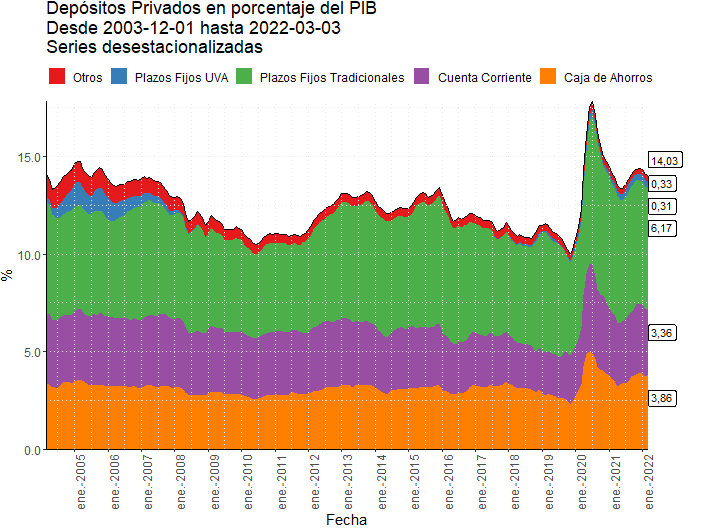 Depósitos Privados en porcentaje del PIB
Desde 2003-12-01 hasta 2022-03-03
Series desestacionalizadas
Otros Plazos Fijos UVA Plazos Fijos Tradicionales Cuenta Corriente Caja de Ahorros
15.0
10.0
5.0
0.0
%
14,03
0,33
0,31
6,17
3,36
3,86
ene.-2005
ene.-2006
ene.-2007
ene.-2008
ene.-2009
ene.-2010
ene.-2011
ene.-2012
ene.-2013
ene.-2014
ene.-2015
ene.-2016
ene.-2017
ene.-2018
ene.-2019
ene.-2020
ene.-2021
ene.-2022
Fecha